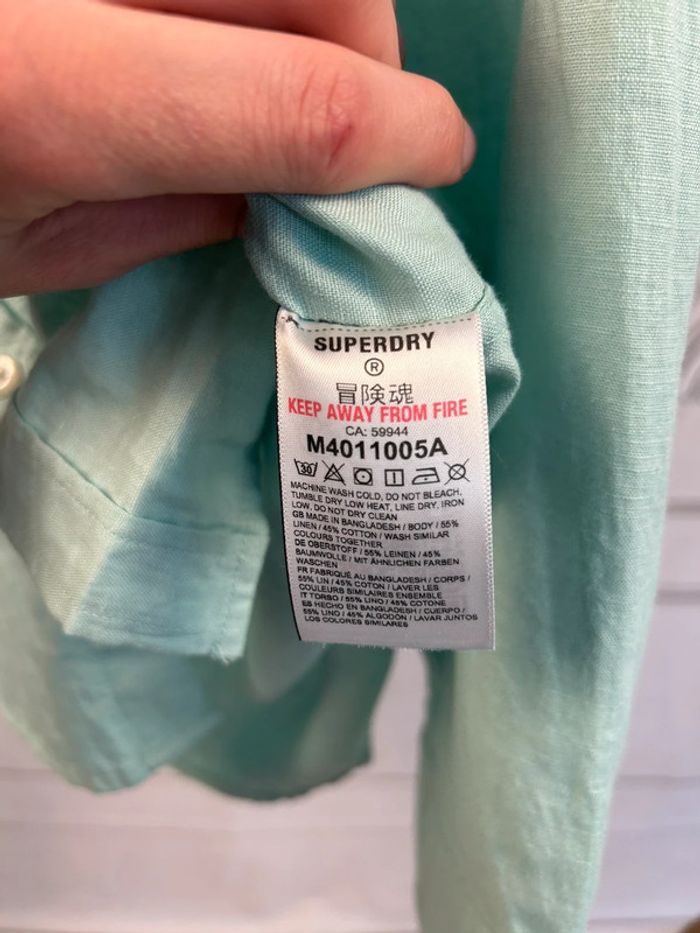 SUPERDRY
®
冒険魂
KEEP AWAY FROM FIRE
CA: 59944
M4011005A
30
MACHINE WASH COLD, DO NOT BLEACH,
TUMBLE DRY LOW HEAT, LINE DRY, IRON
LOW, DO NOT DRY CLEAN
GB MADE IN BANGLADESH / BODY / 55%
LINEN / 45% COTTON / WASH SIMILAR
COLOURS TOGETHER
DE OBERSTOFF / 55% LEINEN / 45%
BAUMWOLLE / MIT ÄHNLICHEN FARBEN
WASCHEN
FR FABRIQUÉ AU BANGLADESH / CORPS /
55% LIN / 45% COTON / LAVER LES
COULEURS SIMILAIRES ENSEMBLE
IT TORSO / 55% LINO / 45% COTONE
ES HECHO EN BANGLADESH / CUERPO /
55% LINO / 45% ALGODÓN / LAVAR JUNTOS
LOS COLORES SIMILARES